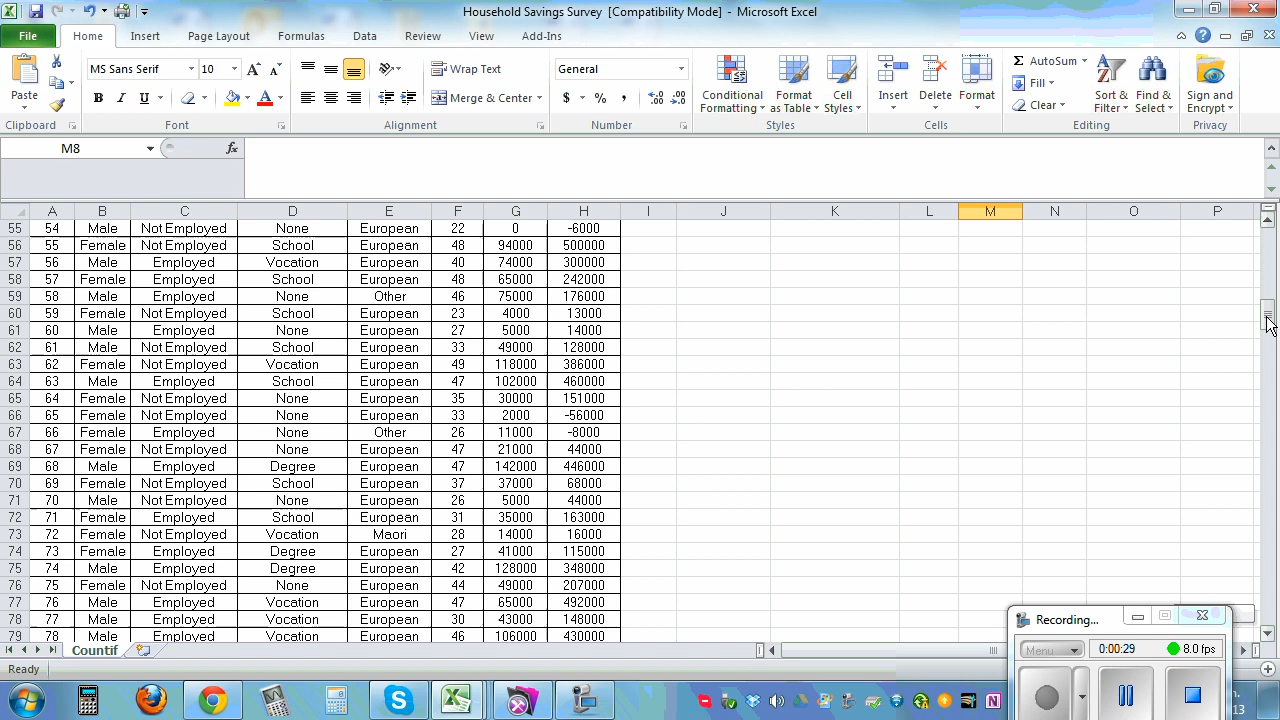 Household Savings Survey [Compatibility Mode] - Microsoft Excel
File Home Insert Page Layout Formulas Data Review View Add-Ins
Paste MS Sans Serif 10 Wrap Text General AutoSum
Fill
B I U Merge & Center $ % , Conditional Formatting Format as Table Cell Styles Insert Delete Format Clear Sort & Filter Find & Select Sign and Encrypt
Clipboard Font Alignment Number Styles Cells Editing Privacy
M8 fx
A B C D E F G H I J K L M N O P
55 54 Male Not Employed None European 22 0 -6000
56 55 Female Not Employed School European 48 94000 500000
57 56 Male Employed Vocation European 40 74000 300000
58 57 Female Employed School European 48 65000 242000
59 58 Male Employed None Other 46 75000 176000
60 59 Female Not Employed School European 23 4000 13000
61 60 Male Employed None European 27 5000 14000
62 61 Male Not Employed School European 33 49000 128000
63 62 Female Not Employed Vocation European 49 118000 386000
64 63 Male Employed School European 47 102000 460000
65 64 Female Not Employed None European 35 30000 151000
66 65 Female Not Employed None European 33 2000 -56000
67 66 Female Employed None Other 26 11000 -8000
68 67 Female Not Employed None European 47 21000 44000
69 68 Male Employed Degree European 47 142000 446000
70 69 Female Not Employed School European 37 37000 68000
71 70 Male Not Employed None European 26 5000 44000
72 71 Female Employed School European 31 35000 163000
73 72 Female Not Employed Vocation Maori 28 14000 16000
74 73 Female Employed Degree European 27 41000 115000
75 74 Male Employed Degree European 42 128000 348000
76 75 Female Not Employed None European 44 49000 207000
77 76 Male Employed Vocation European 47 65000 492000
78 77 Male Employed Vocation European 30 43000 148000
79 78 Male Employed Vocation European 46 106000 430000
Countif
Ready
Recording...
Menu 0:00:29 8.0 fps
13